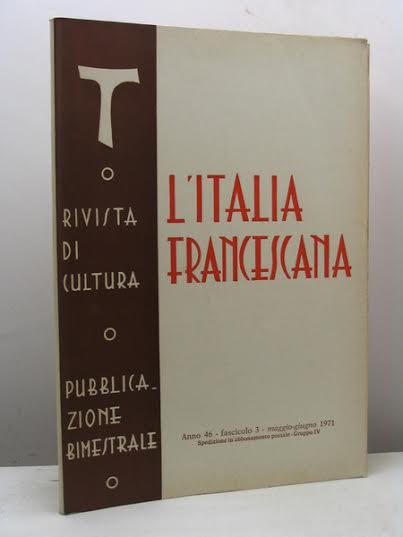 RIVISTA
DI
CULTURA
PUBBLICA-
ZIONE
BIMESTRALE
L'ITALIA
FRANCESCANA
Anno 46 - fascicolo 3 - maggio-giugno 1971
Spedizione in abbonamento postale - Gruppo IV